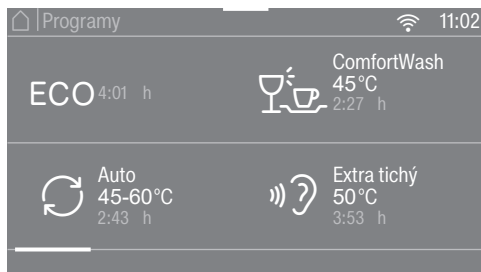 Programy 11:02
ECO 4:01 h
ComfortWash
45°C
2:27 h
Auto
45-60°C
2:43 h
Extra tichý
50°C
3:53 h